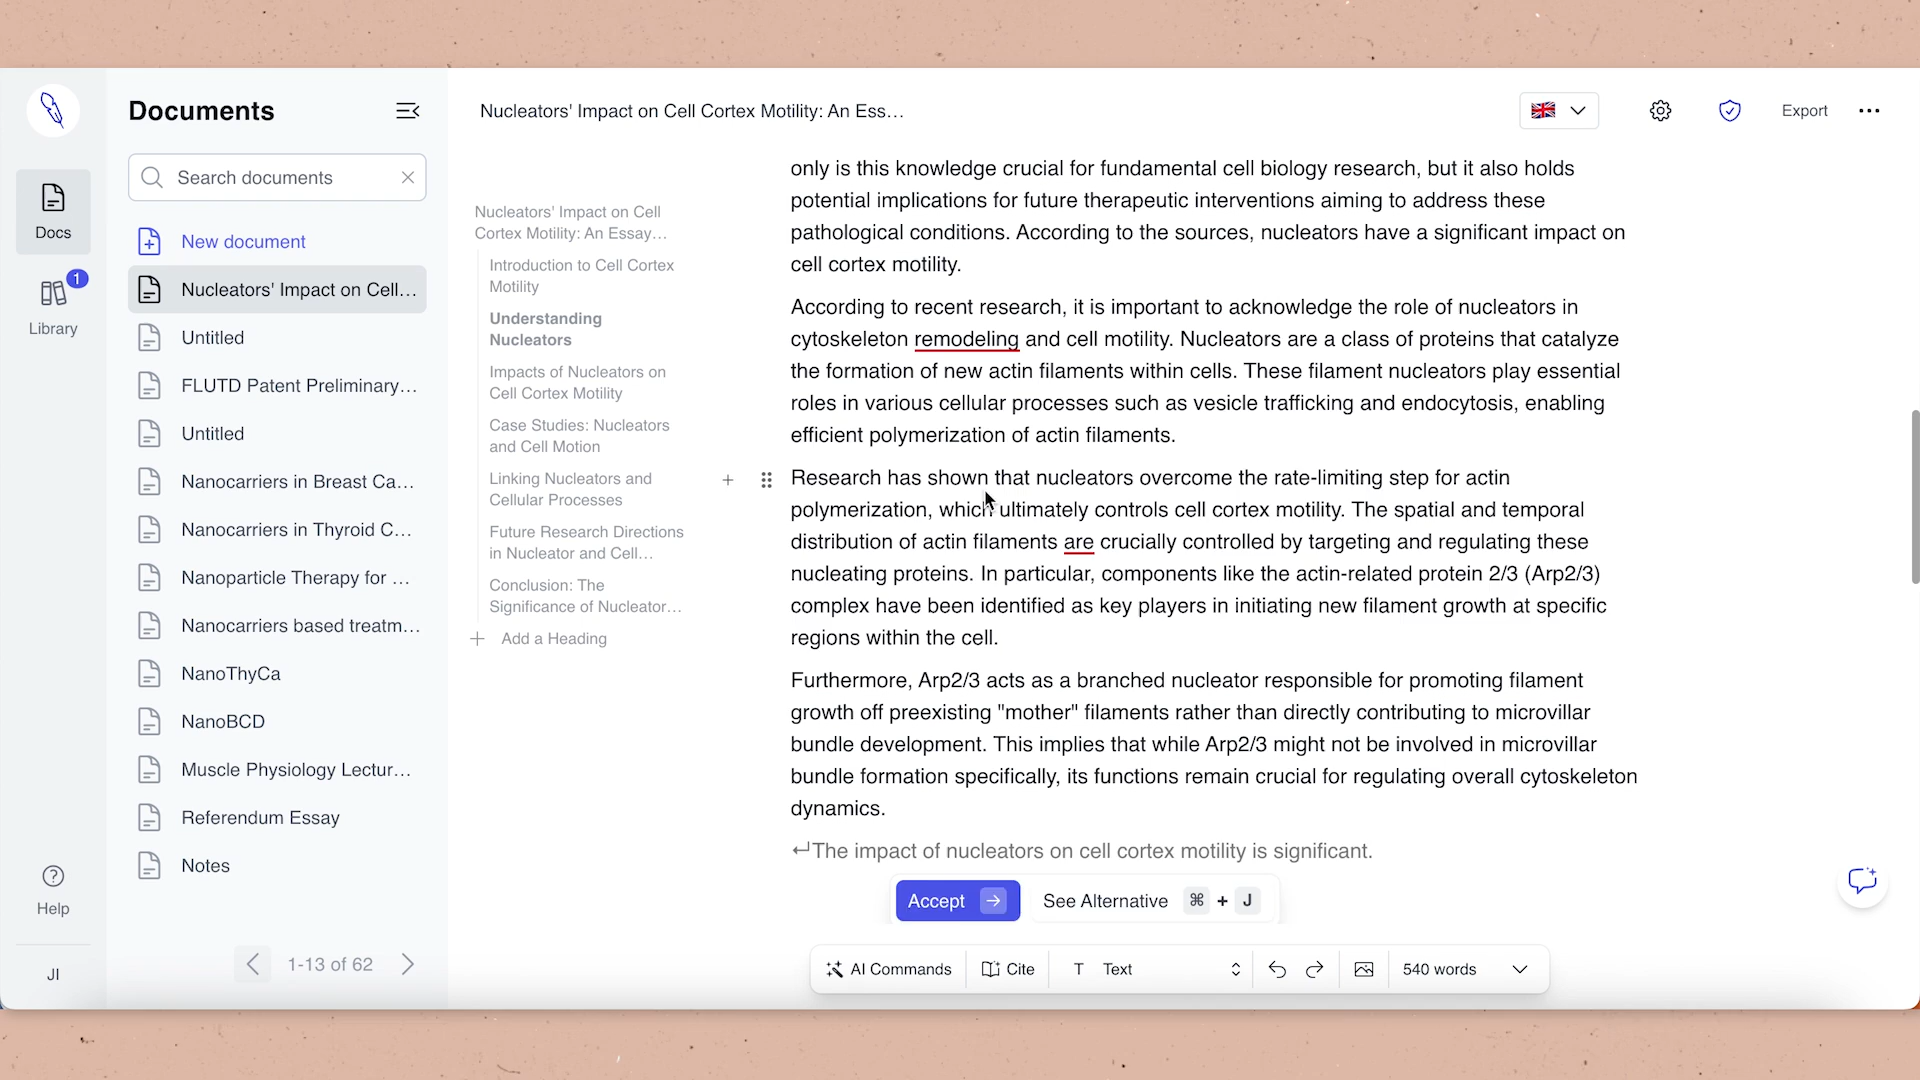 Documents
Nucleators' Impact on Cell Cortex Motility: An Ess...
Export
Search documents
Docs
1
Library
Help
JI
New document
Nucleators' Impact on Cell...
Untitled
FLUTD Patent Preliminary...
Untitled
Nanocarriers in Breast Ca...
Nanocarriers in Thyroid C...
Nanoparticle Therapy for ...
Nanocarriers based treatm...
NanoThyCa
NanoBCD
Muscle Physiology Lectur...
Referendum Essay
Notes
1-13 of 62
Nucleators' Impact on Cell
Cortex Motility: An Essay...
Introduction to Cell Cortex
Motility
Understanding
Nucleators
Impacts of Nucleators on
Cell Cortex Motility
Case Studies: Nucleators
and Cell Motion
Linking Nucleators and
Cellular Processes
Future Research Directions
in Nucleator and Cell...
Conclusion: The
Significance of Nucleator...
Add a Heading
only is this knowledge crucial for fundamental cell biology research, but it also holds
potential implications for future therapeutic interventions aiming to address these
pathological conditions. According to the sources, nucleators have a significant impact on
cell cortex motility.
According to recent research, it is important to acknowledge the role of nucleators in
cytoskeleton remodeling and cell motility. Nucleators are a class of proteins that catalyze
the formation of new actin filaments within cells. These filament nucleators play essential
roles in various cellular processes such as vesicle trafficking and endocytosis, enabling
efficient polymerization of actin filaments.
Research has shown that nucleators overcome the rate-limiting step for actin
polymerization, which ultimately controls cell cortex motility. The spatial and temporal
distribution of actin filaments are crucially controlled by targeting and regulating these
nucleating proteins. In particular, components like the actin-related protein 2/3 (Arp2/3)
complex have been identified as key players in initiating new filament growth at specific
regions within the cell.
Furthermore, Arp2/3 acts as a branched nucleator responsible for promoting filament
growth off preexisting "mother" filaments rather than directly contributing to microvillar
bundle development. This implies that while Arp2/3 might not be involved in microvillar
bundle formation specifically, its functions remain crucial for regulating overall cytoskeleton
dynamics.
↵The impact of nucleators on cell cortex motility is significant.
Accept → See Alternative ⌘ + J
AI Commands Cite T Text 540 words